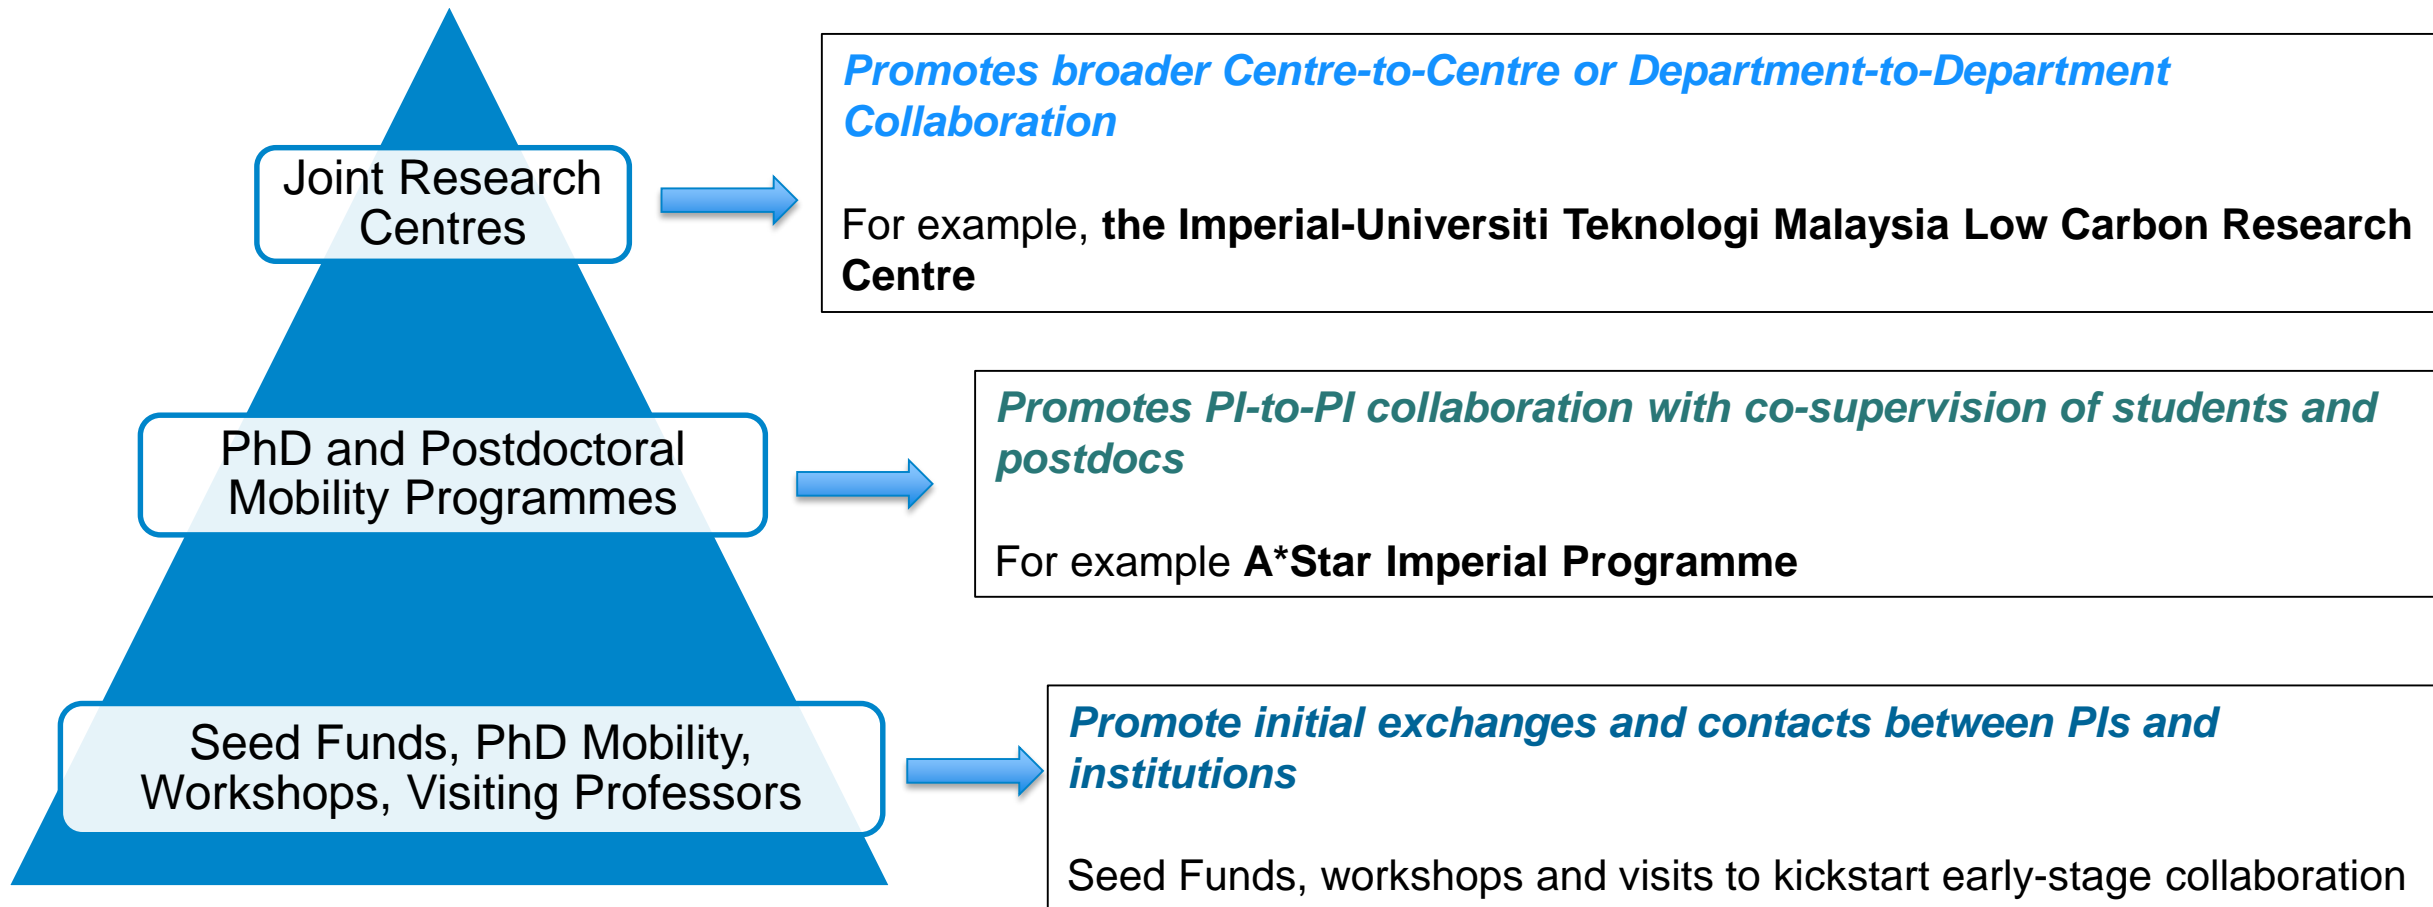 Joint Research
Centres
Promotes broader Centre-to-Centre or Department-to-Department
Collaboration
For example, the Imperial-Universiti Teknologi Malaysia Low Carbon Research
Centre
PhD and Postdoctoral
Mobility Programmes
Promotes PI-to-PI collaboration with co-supervision of students and
postdocs
For example A*Star Imperial Programme
Seed Funds, PhD Mobility,
Workshops, Visiting Professors
Promote initial exchanges and contacts between PIs and
institutions
Seed Funds, workshops and visits to kickstart early-stage collaboration